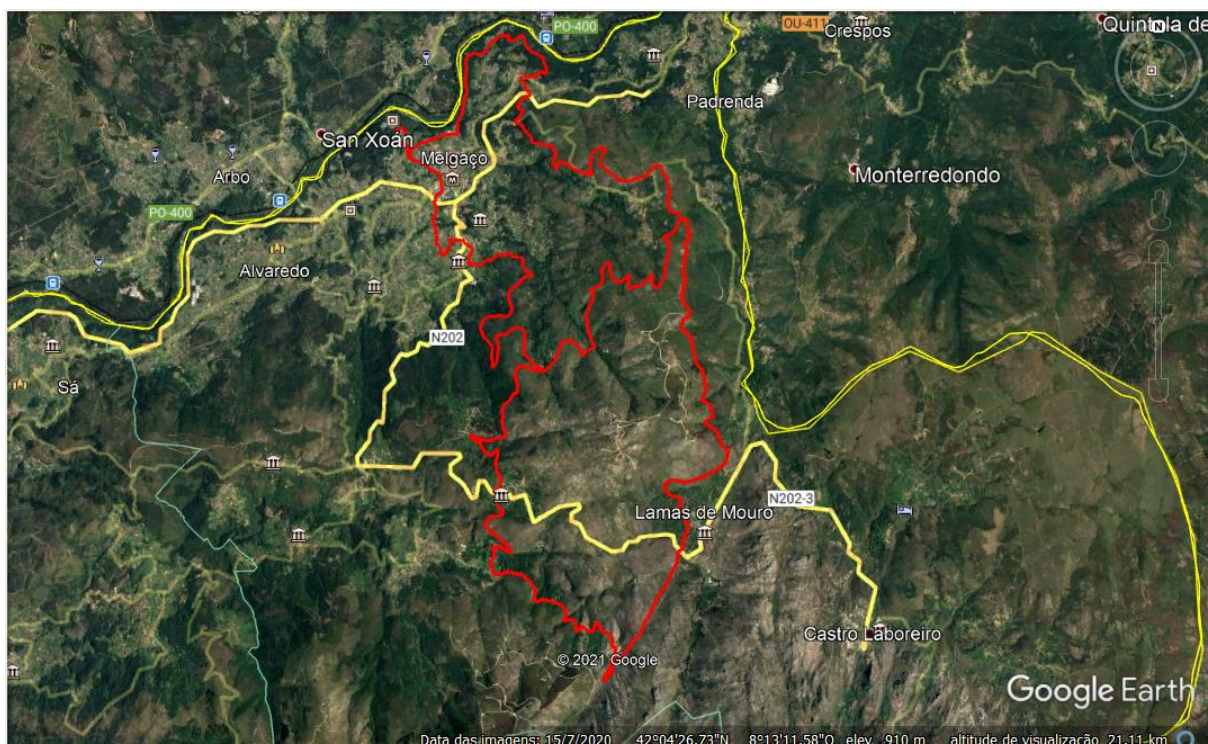 PO-400
OU-411
Crespos
Quintela de
N
Padrenda
San Xoán
Melgaço
Arbo
Monterredondo
PO-400
Alvaredo
N202
Sá
N202-3
Lamas de Mouro
Castro Laboreiro
© 2021 Google
Google Earth
Data das imagens: 15/7/2020 42°04'26.73"N 8°13'11.58"O elev. 910 m altitude de visualização 21.11 km